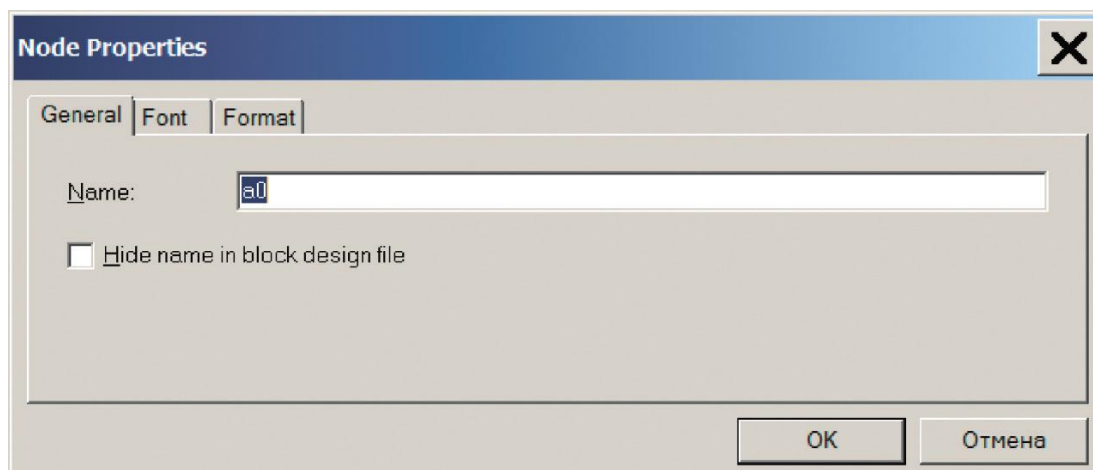 Node Properties
General Font Format
Name: a0
Hide name in block design file
OK Отмена